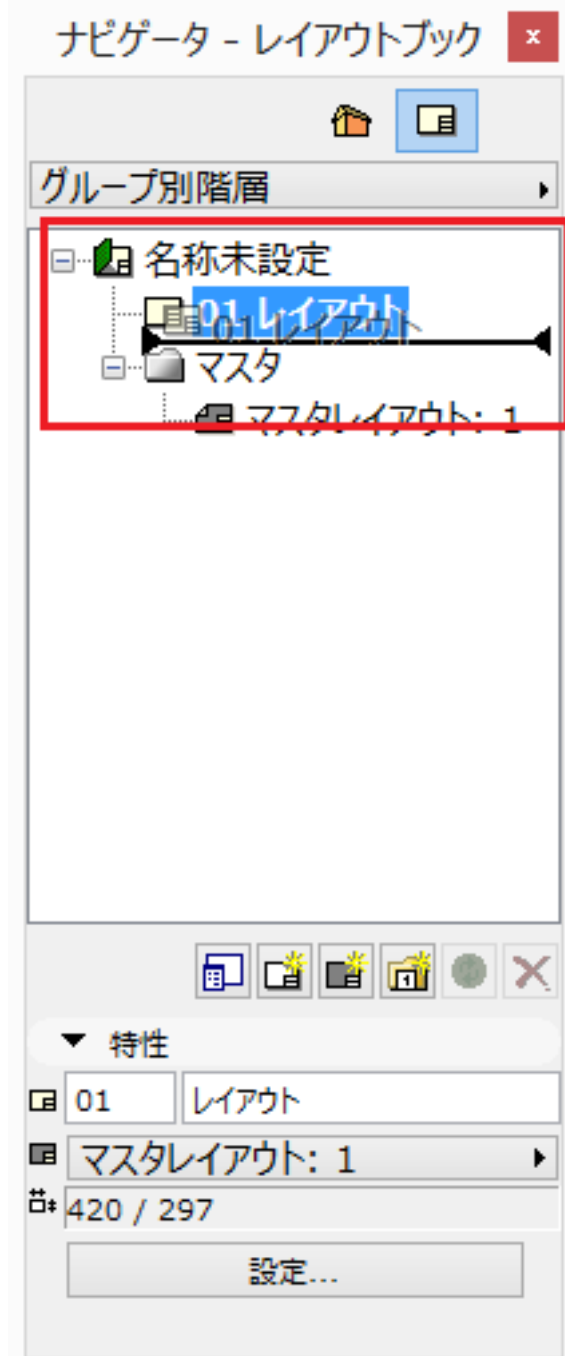 ナビゲータ - レイアウトブック
グループ別階層
名称未設定
01 レイアウト
01 レイアウト
マスタ
マスタレイアウト: 1
特性
01 レイアウト
マスタレイアウト: 1
420 / 297
設定...